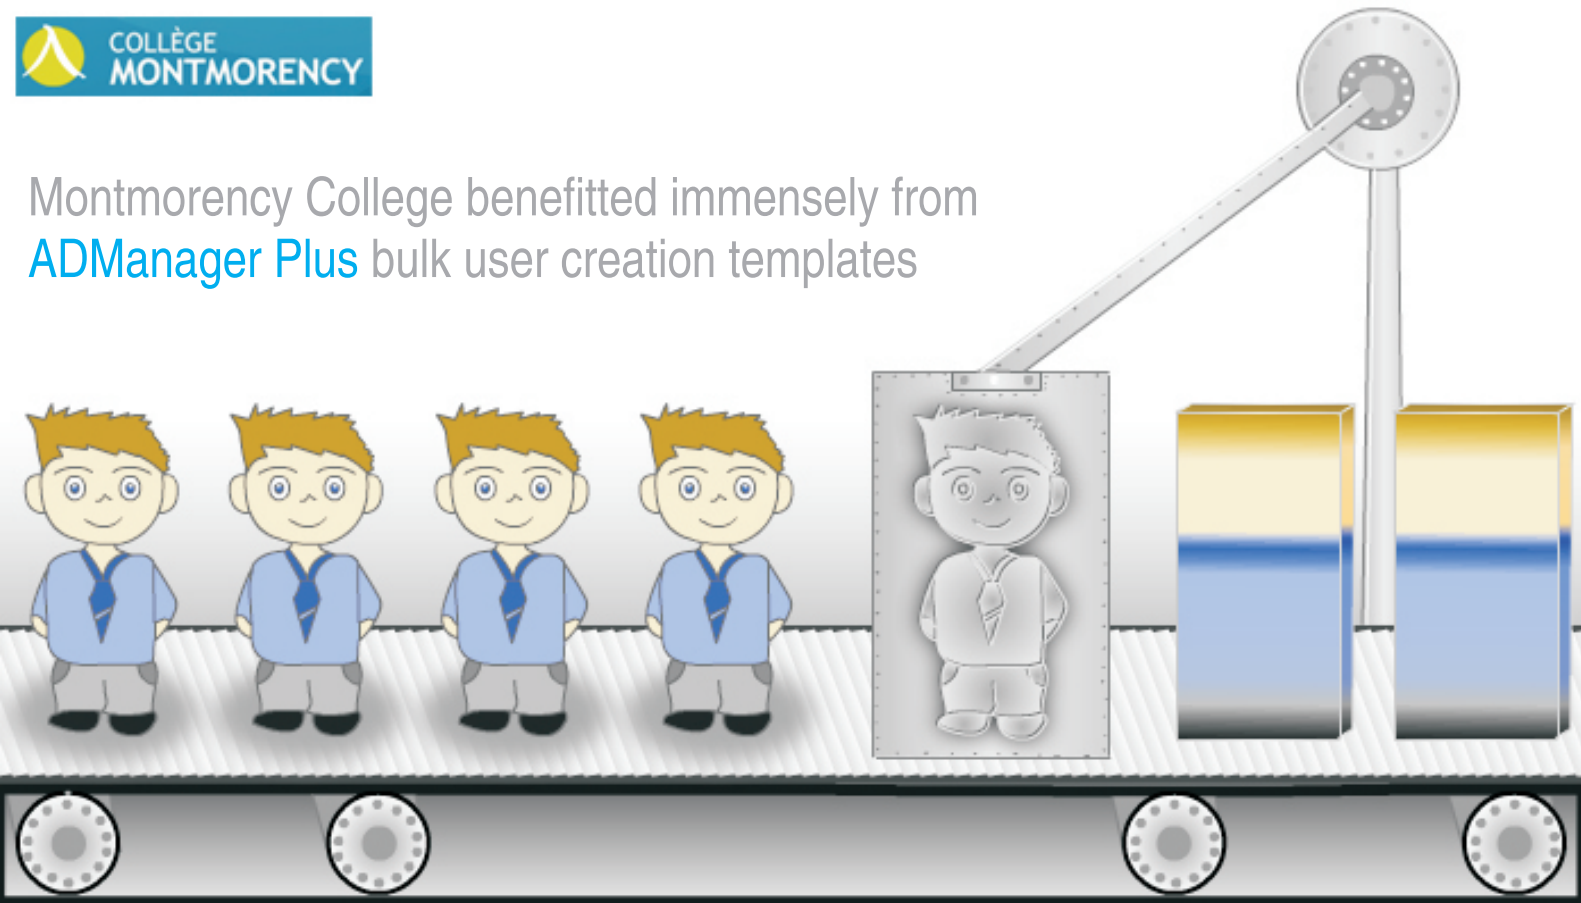 COLLÈGE
MONTMORENCY
Montmorency College benefitted immensely from
ADManager Plus bulk user creation templates